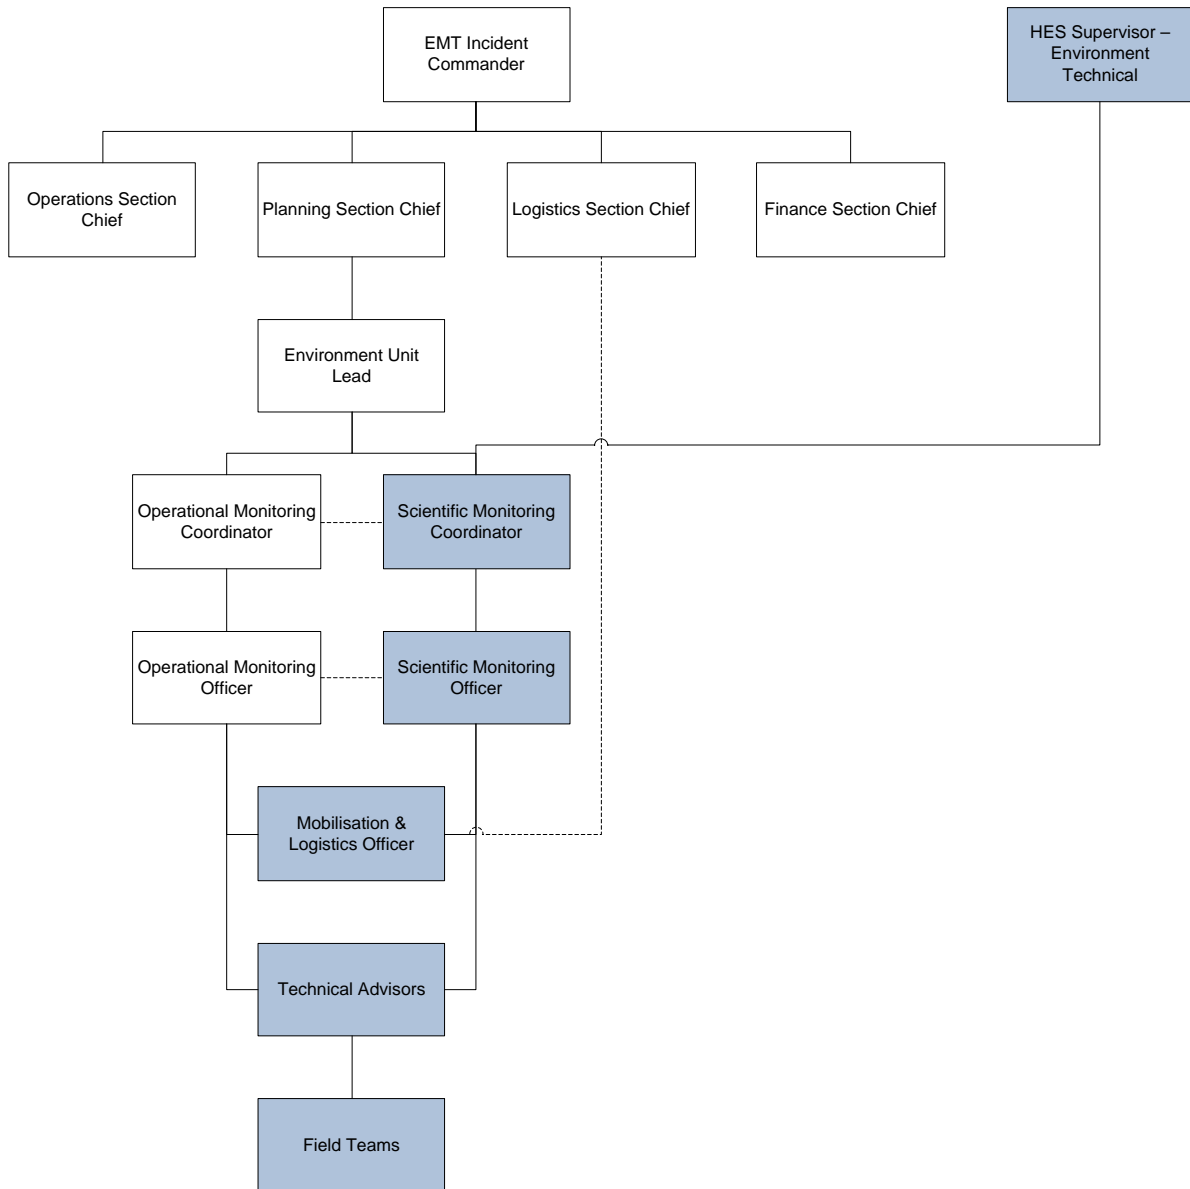 EMT Incident
Commander
HES Supervisor –
Environment
Technical
Operations Section
Chief
Planning Section Chief
Logistics Section Chief
Finance Section Chief
Environment Unit
Lead
Operational Monitoring
Coordinator
Scientific Monitoring
Coordinator
Operational Monitoring
Officer
Scientific Monitoring
Officer
Mobilisation &
Logistics Officer
Technical Advisors
Field Teams